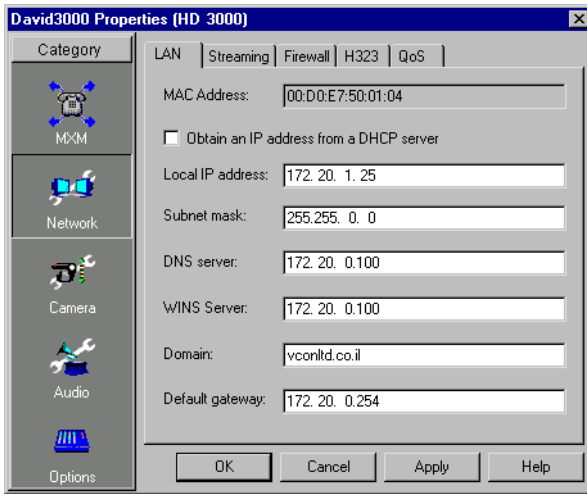 David3000 Properties (HD 3000)
Category
MXM
Network
Camera
Audio
Options
LAN
Streaming
Firewall
H323
QoS
MAC Address: 00:D0:E7:50:01:04
Obtain an IP address from a DHCP server
Local IP address: 172. 20. 1. 25
Subnet mask: 255.255. 0. 0
DNS server: 172. 20. 0.100
WINS Server: 172. 20. 0.100
Domain: vconltd.co.il
Default gateway: 172. 20. 0.254
OK
Cancel
Apply
Help